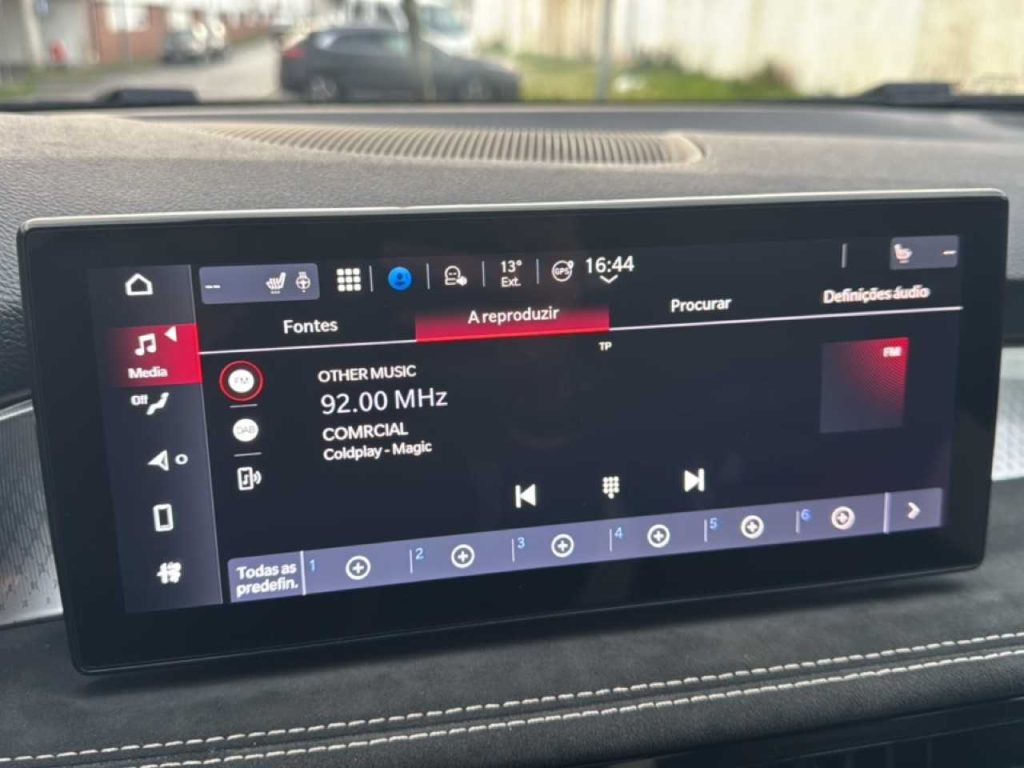 13°
Ext.
GPS
16:44
--
--
Fontes
A reproduzir
Procurar
Definições áudio
Media
TP
FM
FM
OTHER MUSIC
92.00 MHz
Off
DAB
COMRCIAL
Coldplay - Magic
Todas as
predefin.
1
2
3
4
5
6